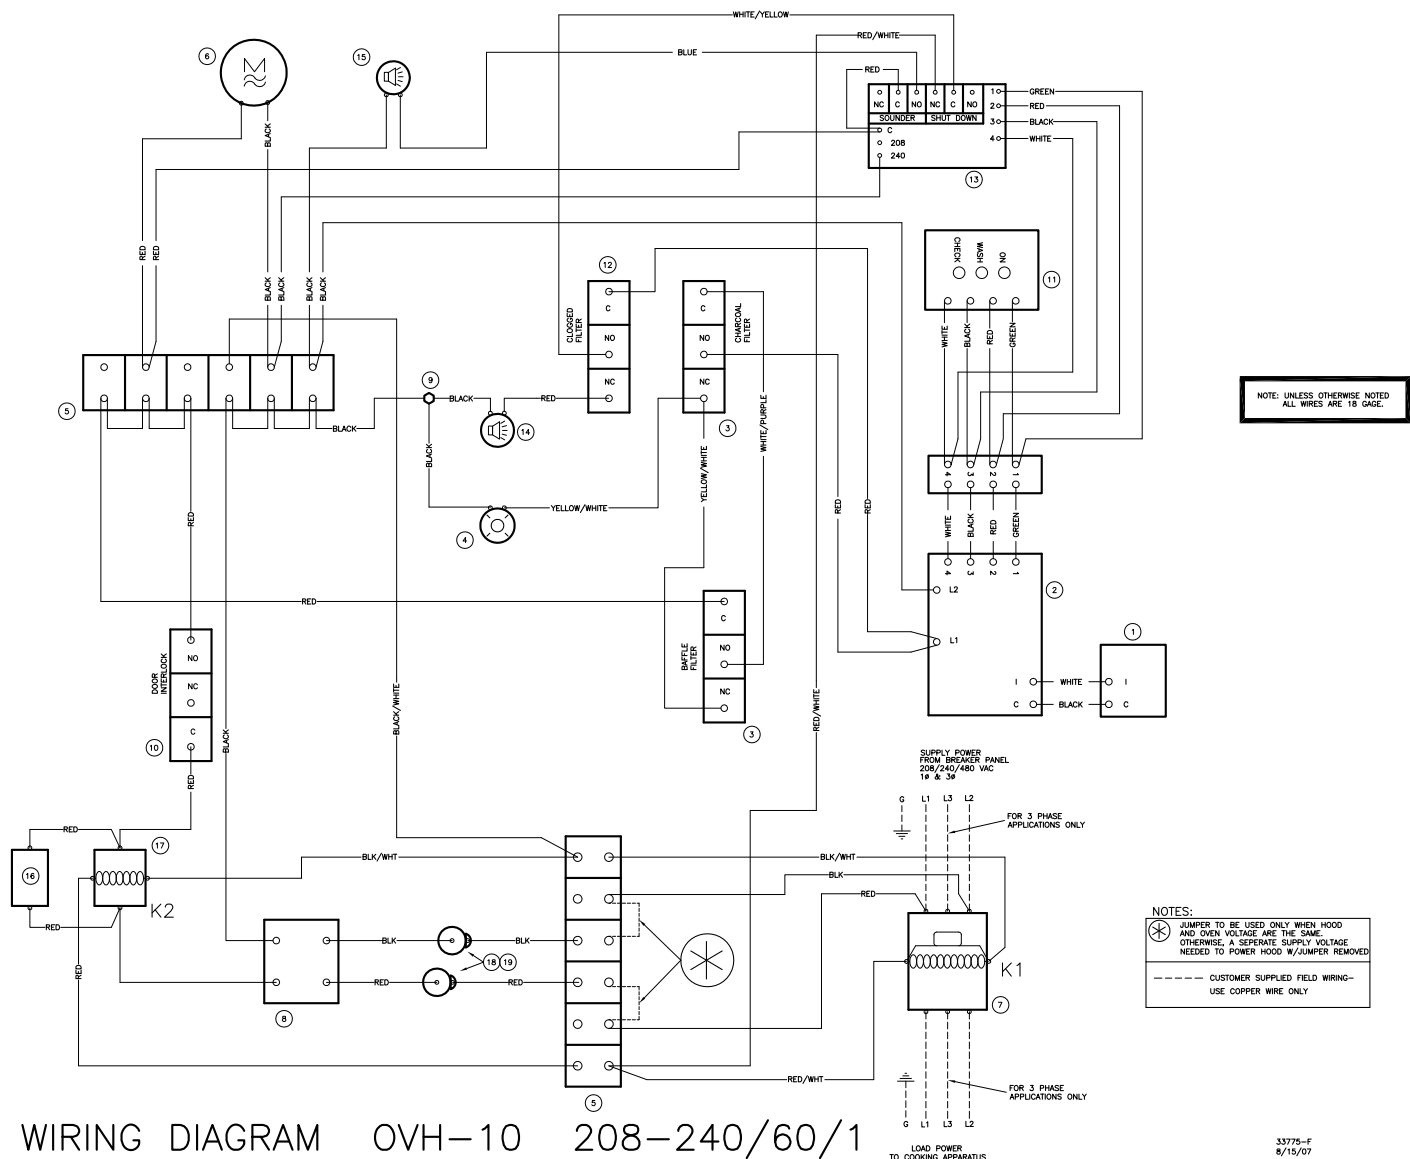 WHITE/YELLOW
RED/WHITE
BLUE
6
15
RED
BLACK
NC C NO NC C NO
SOUNDER SHUT DOWN
C
208
240
1 GREEN
2 RED
3 BLACK
4 WHITE
13
RED
RED
BLACK
BLACK
BLACK
BLACK
12
CLOGGED
FILTER
C
NO
NC
CHARCOAL
FILTER
C
NO
NC
3
CHECK
WASH
ON
11
WHITE
BLACK
RED
GREEN
NOTE: UNLESS OTHERWISE NOTED
ALL WIRES ARE 18 GAGE.
5
9
BLACK
RED
14
BLACK
BLACK
YELLOW/WHITE
4
YELLOW/WHITE
WHITE/PURPLE
RED
RED
4 3 2 1
WHITE
BLACK
RED
GREEN
4 3 2 1
L2
L1
2
I WHITE I
C BLACK C
1
RED
RED
BAFFLE
FILTER
C
NO
NC
3
DOOR
INTERLOCK
NO
NC
C
10
RED
BLACK
BLACK/WHITE
RED/WHITE
SUPPLY POWER
FROM BREAKER PANEL
208/240/480 VAC
1ø & 3ø
G L1 L3 L2
FOR 3 PHASE
APPLICATIONS ONLY
RED
17
16
K2
RED
RED
BLK/WHT
BLK/WHT
BLK
RED
BLK
BLK
18 19
RED
RED
8
K1
7
RED/WHT
5
NOTES:
JUMPER TO BE USED ONLY WHEN HOOD
AND OVEN VOLTAGE ARE THE SAME.
OTHERWISE, A SEPERATE SUPPLY VOLTAGE
NEEDED TO POWER HOOD W/JUMPER REMOVED
CUSTOMER SUPPLIED FIELD WIRING-
USE COPPER WIRE ONLY
FOR 3 PHASE
APPLICATIONS ONLY
G L1 L3 L2
LOAD POWER
TO COOKING APPARATUS
WIRING DIAGRAM OVH-10 208-240/60/1
33775-F
8/15/07